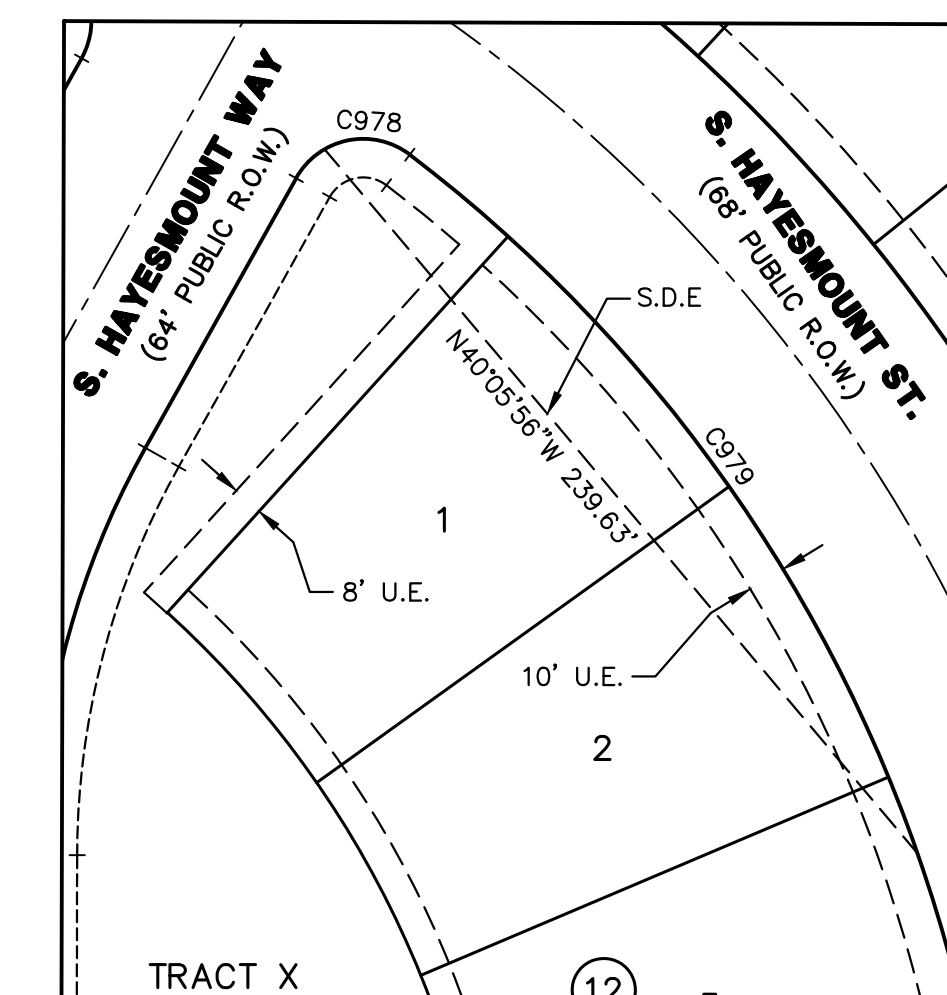 S. HAYESMOUNT WAY
(64' PUBLIC R.O.W.)
C978
S. HAYESMOUNT ST.
(68' PUBLIC R.O.W.)
S.D.E
N40°05'56"W 239.63'
C979
1
8' U.E.
10' U.E.
2
TRACT X
12